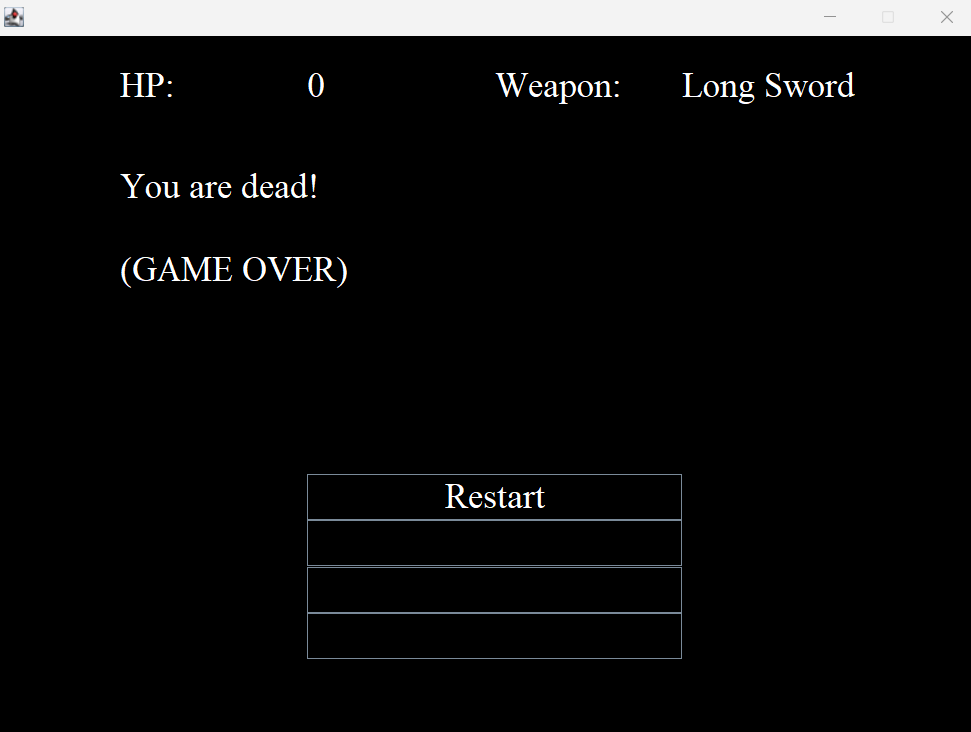 HP: 0 Weapon: Long Sword
You are dead!
(GAME OVER)
Restart